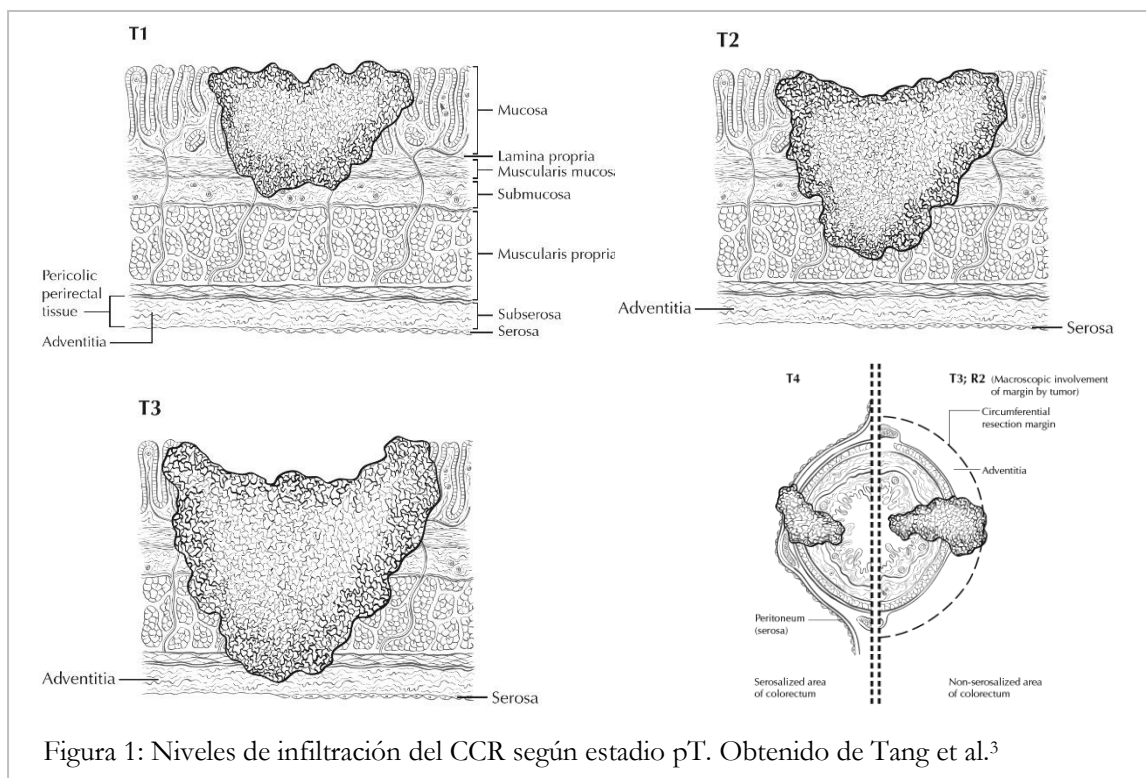 T1
Mucosa
Lamina propria
Muscularis mucosa
Submucosa
Muscularis propria
Pericolic
perirectal
tissue
Adventitia
Subserosa
Serosa
T2
Adventitia
Serosa
T3
Adventitia
Serosa
T4
T3; R2 (Macroscopic involvement
of margin by tumor)
Circumferential
resection margin
Adventitia
Peritoneum
(serosa)
Serosalized area
of colorectum
Non-serosalized area
of colorectum
Figura 1: Niveles de infiltración del CCR según estadio pT. Obtenido de Tang et al.³